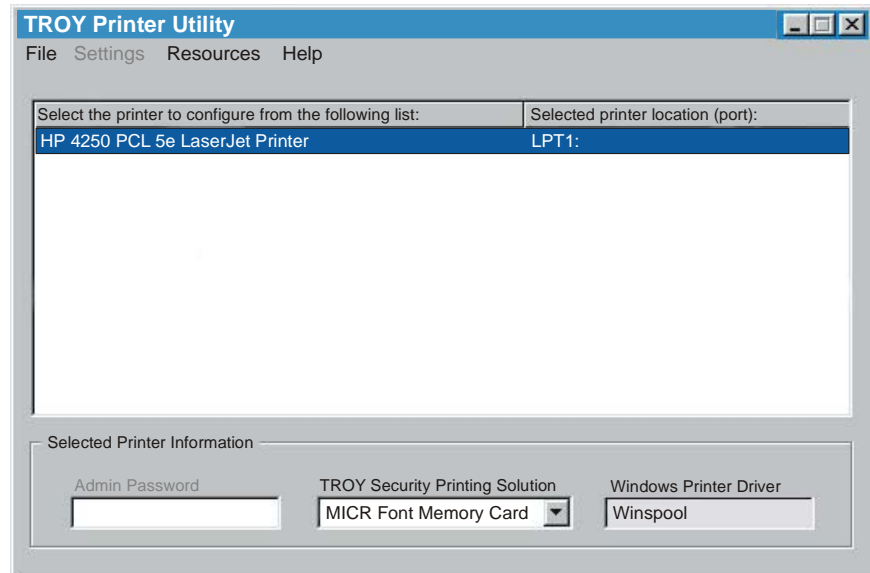 TROY Printer Utility
File Settings Resources Help
Select the printer to configure from the following list: Selected printer location (port):
HP 4250 PCL 5e LaserJet Printer LPT1:
Selected Printer Information
Admin Password TROY Security Printing Solution Windows Printer Driver
MICR Font Memory Card Winspool